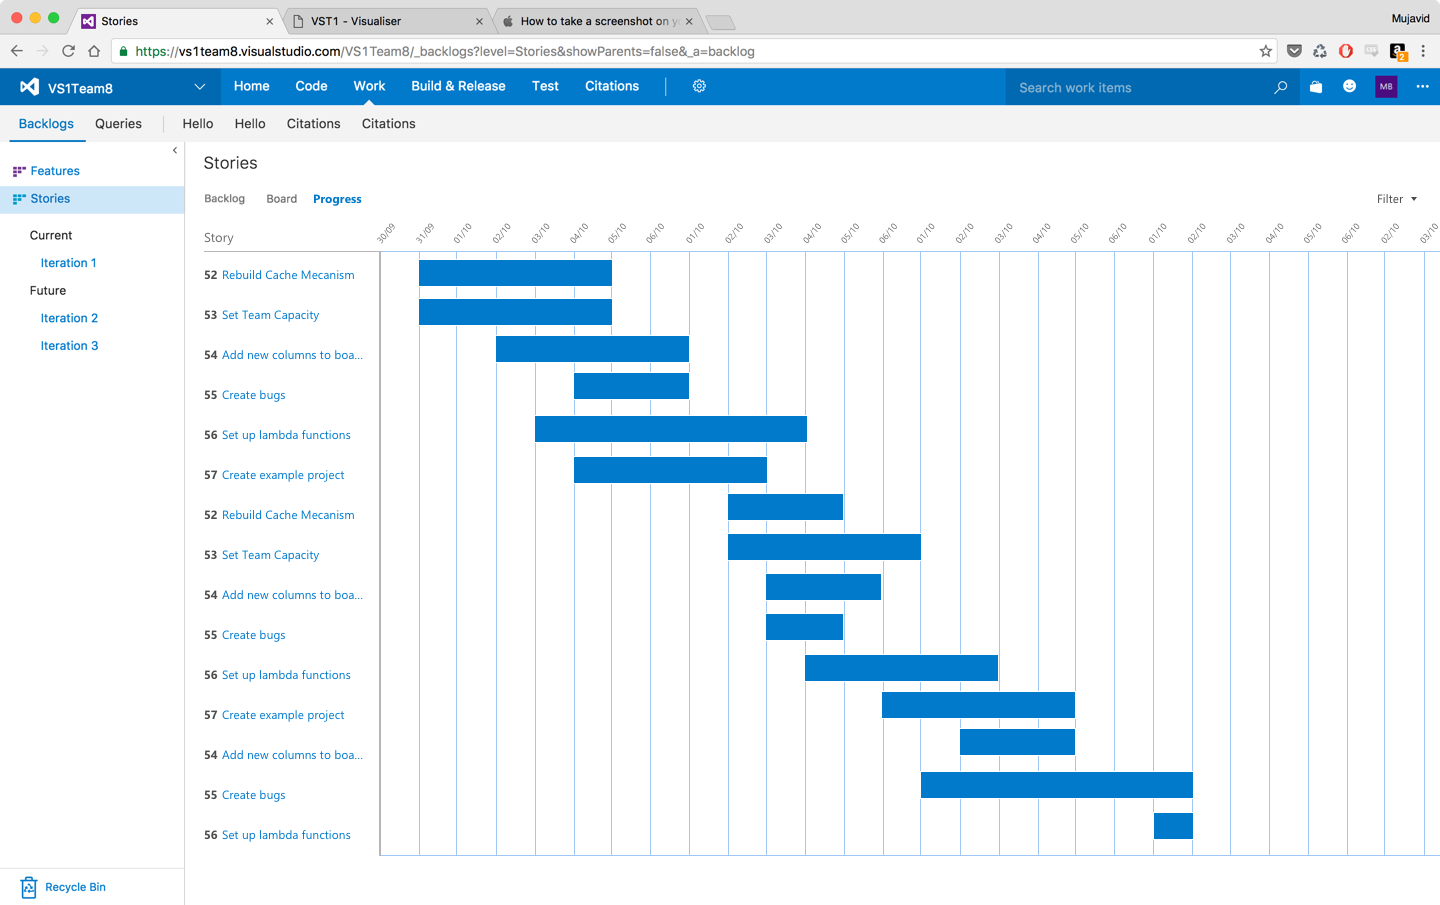 Stories
VST1 - Visualiser
How to take a screenshot on yo
Mujavid
https://vs1team8.visualstudio.com/VS1Team8/_backlogs?level=Stories&showParents=false&_a=backlog
a
2
VS1Team8
Home
Code
Work
Build & Release
Test
Citations
Search work items
MB
Backlogs
Queries
Hello
Hello
Citations
Citations
Features
Stories
Current
Iteration 1
Future
Iteration 2
Iteration 3
Recycle Bin
Stories
Backlog
Board
Progress
Filter
Story
30/09 31/09 01/10 02/10 03/10 04/10 05/10 06/10 01/10 02/10 03/10 04/10 05/10 06/10 01/10 02/10 03/10 04/10 05/10 06/10 01/10 02/10 03/10 04/10 05/10 06/10 02/10 03/10
52 Rebuild Cache Mecanism
53 Set Team Capacity
54 Add new columns to boa...
55 Create bugs
56 Set up lambda functions
57 Create example project
52 Rebuild Cache Mecanism
53 Set Team Capacity
54 Add new columns to boa...
55 Create bugs
56 Set up lambda functions
57 Create example project
54 Add new columns to boa...
55 Create bugs
56 Set up lambda functions